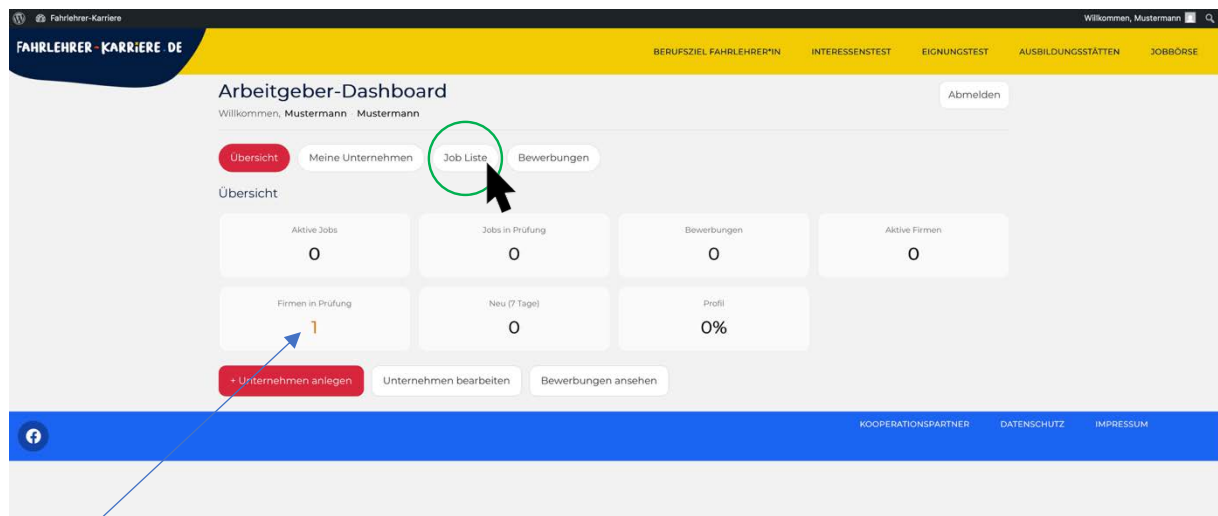 Fahrlehrer-Karriere
Willkommen, Mustermann
FAHRLEHRER-KARRiERE.DE
BERUFSZIEL FAHRLEHRER*IN INTERESSENSTEST EIGNUNGSTEST AUSBILDUNGSSTÄTTEN JOBBÖRSE
Arbeitgeber-Dashboard
Abmelden
Willkommen, Mustermann · Mustermann
Übersicht Meine Unternehmen Job Liste Bewerbungen
Übersicht
Aktive Jobs Jobs in Prüfung Bewerbungen Aktive Firmen
0 0 0 0
Firmen in Prüfung Neu (7 Tage) Profil
1 0 0%
+ Unternehmen anlegen Unternehmen bearbeiten Bewerbungen ansehen
KOOPERATIONSPARTNER DATENSCHUTZ IMPRESSUM